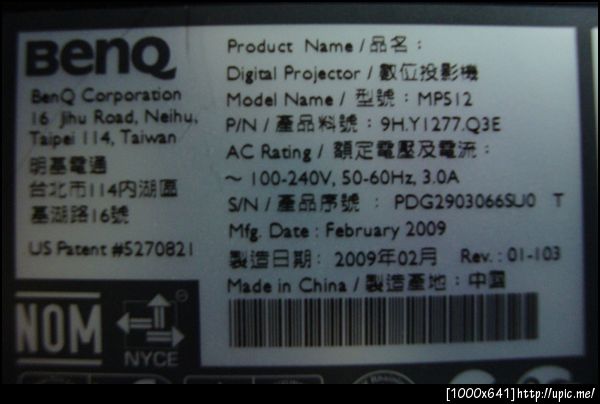 BenQ
BenQ Corporation
16 Jihu Road, Neihu,
Taipei 114, Taiwan
明基電通
台北市114內湖區
基湖路16號
US Patent #5270821
NOM
NYCE
Product Name / 品名：
Digital Projector / 數位投影機
Model Name / 型號： MP512
P/N / 產品料號： 9H.Y1277.Q3E
AC Rating / 額定電壓及電流：
～ 100-240V, 50-60Hz, 3.0A
S/N / 產品序號： PDG2903066SU0 T
Mfg. Date : February 2009
製造日期: 2009年02月 Rev. : 01-103
Made in China / 製造產地：中国
[1000x641]http://upic.me/